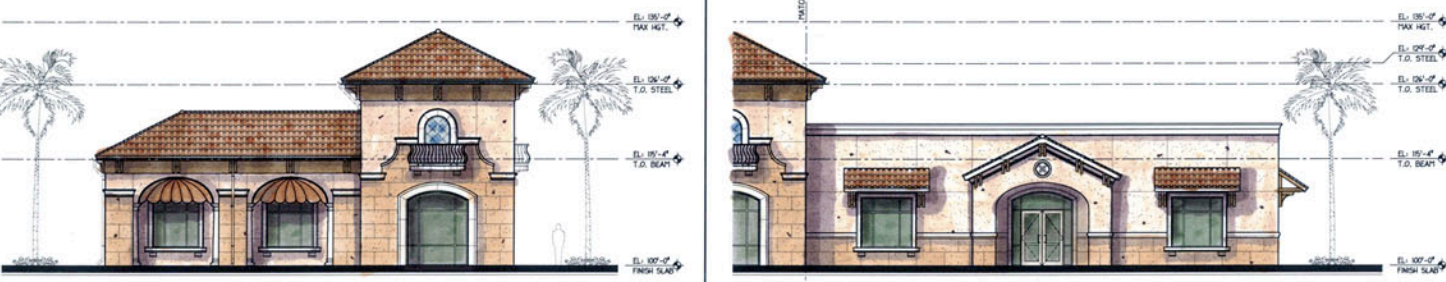 EL: 135'-0"
MAX HGT.
EL: 126'-0"
T.O. STEEL
EL: 115'-4"
T.O. BEAM
EL: 100'-0"
FINISH SLAB
MATC
EL: 135'-0"
MAX HGT.
EL: 129'-0"
T.O. STEEL
EL: 126'-0"
T.O. STEEL
EL: 115'-4"
T.O. BEAM
EL: 100'-0"
FINISH SLAB